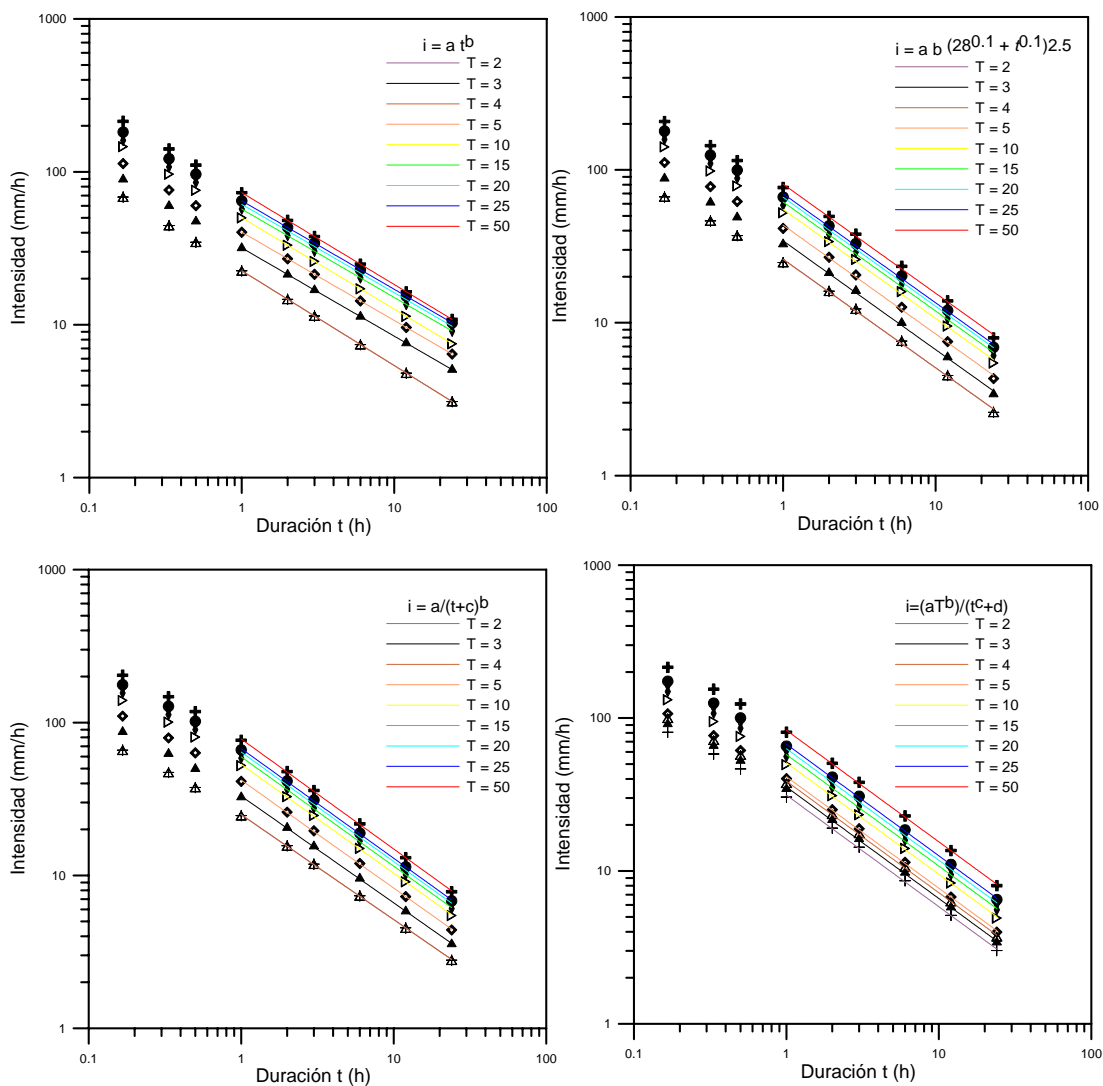 1000
100
10
1
Intensidad (mm/h)
0.1 1 10 100
Duración t (h)
i = a tb
T = 2
T = 3
T = 4
T = 5
T = 10
T = 15
T = 20
T = 25
T = 50
1000
100
10
1
Intensidad (mm/h)
0.1 1 10 100
Duración t (h)
i = a b (28^0.1 + t^0.1)2.5
T = 2
T = 3
T = 4
T = 5
T = 10
T = 15
T = 20
T = 25
T = 50
1000
100
10
1
Intensidad (mm/h)
0.1 1 10 100
Duración t (h)
i = a/(t+c)b
T = 2
T = 3
T = 4
T = 5
T = 10
T = 15
T = 20
T = 25
T = 50
1000
100
10
1
Intensidad (mm/h)
0.1 1 10 100
Duración t (h)
i=(aTb)/(tc+d)
T = 2
T = 3
T = 4
T = 5
T = 10
T = 15
T = 20
T = 25
T = 50